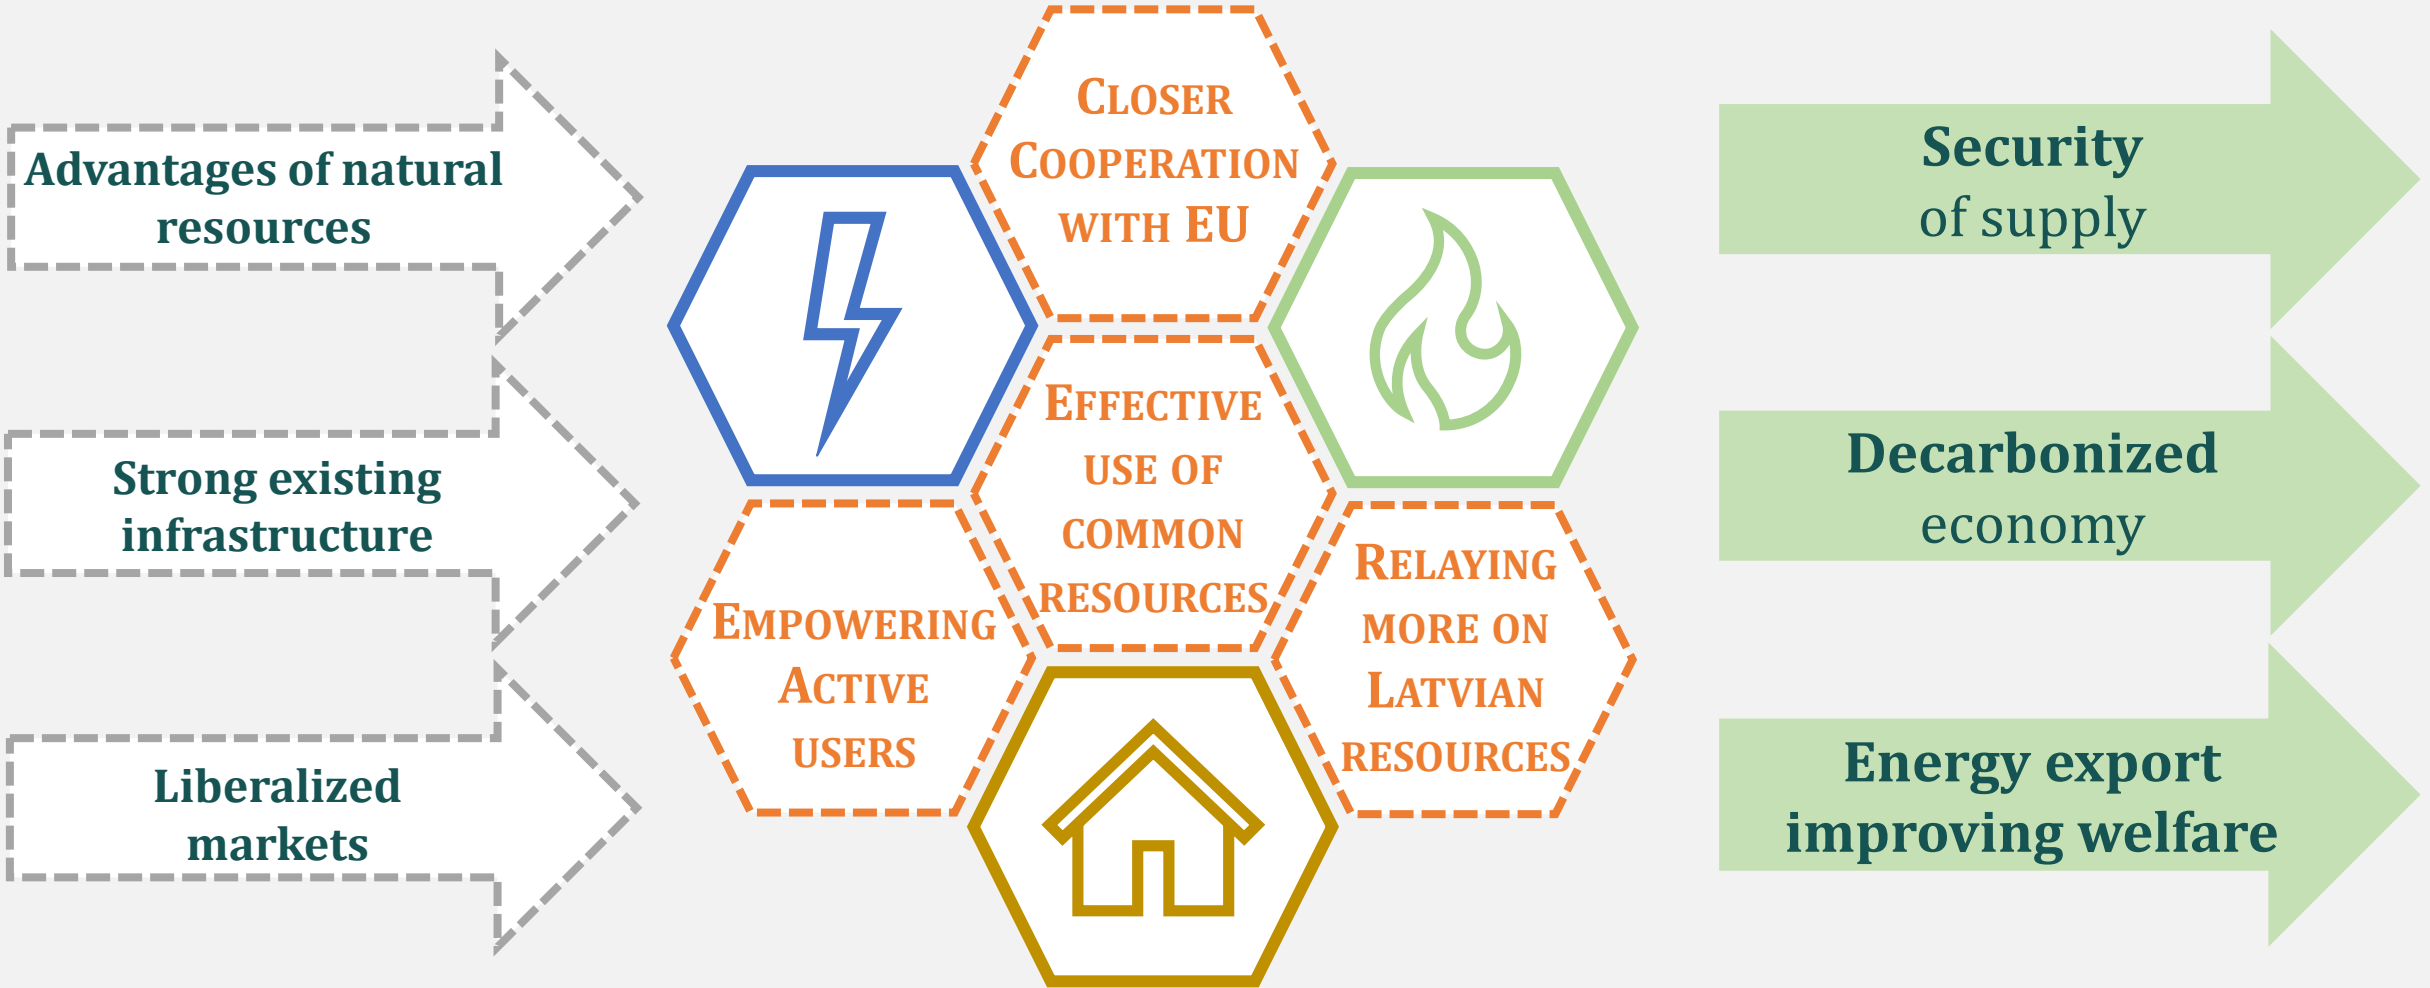 Advantages of natural
resources
Strong existing
infrastructure
Liberalized
markets
CLOSER
COOPERATION
WITH EU
EFFECTIVE
USE OF
COMMON
RESOURCES
EMPOWERING
ACTIVE
USERS
RELAYING
MORE ON
LATVIAN
RESOURCES
Security
of supply
Decarbonized
economy
Energy export
improving welfare